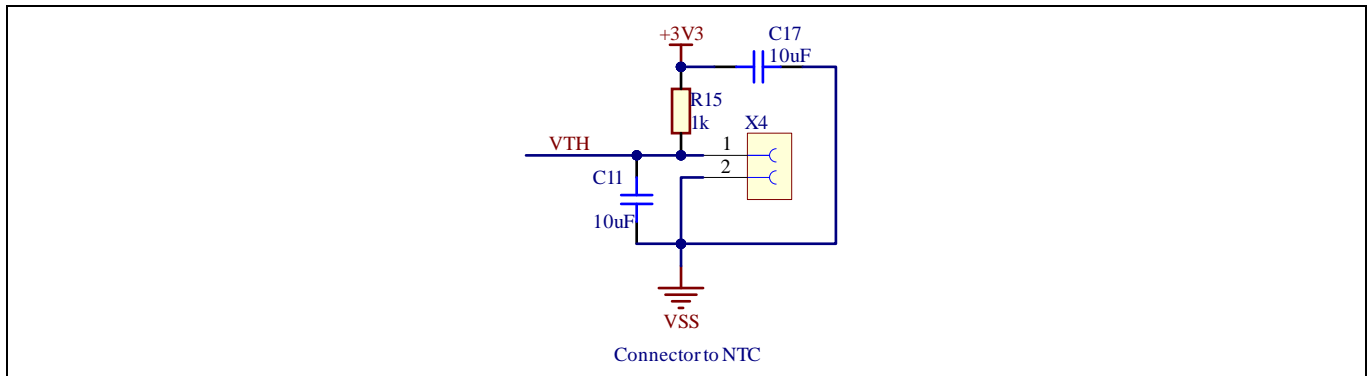 +3V3
C17
10uF
R15
1k
X4
VTH
1
2
C11
10uF
VSS
Connector to NTC